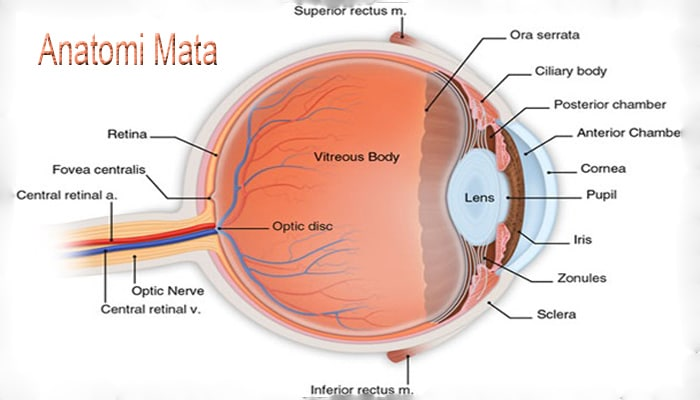 Anatomi Mata
Superior rectus m.
Ora serrata
Ciliary body
Posterior chamber
Anterior Chambe
Cornea
Pupil
Iris
Zonules
Sclera
Retina
Fovea centralis
Central retinal a.
Vitreous Body
Lens
Optic disc
Optic Nerve
Central retinal v.
Inferior rectus m.